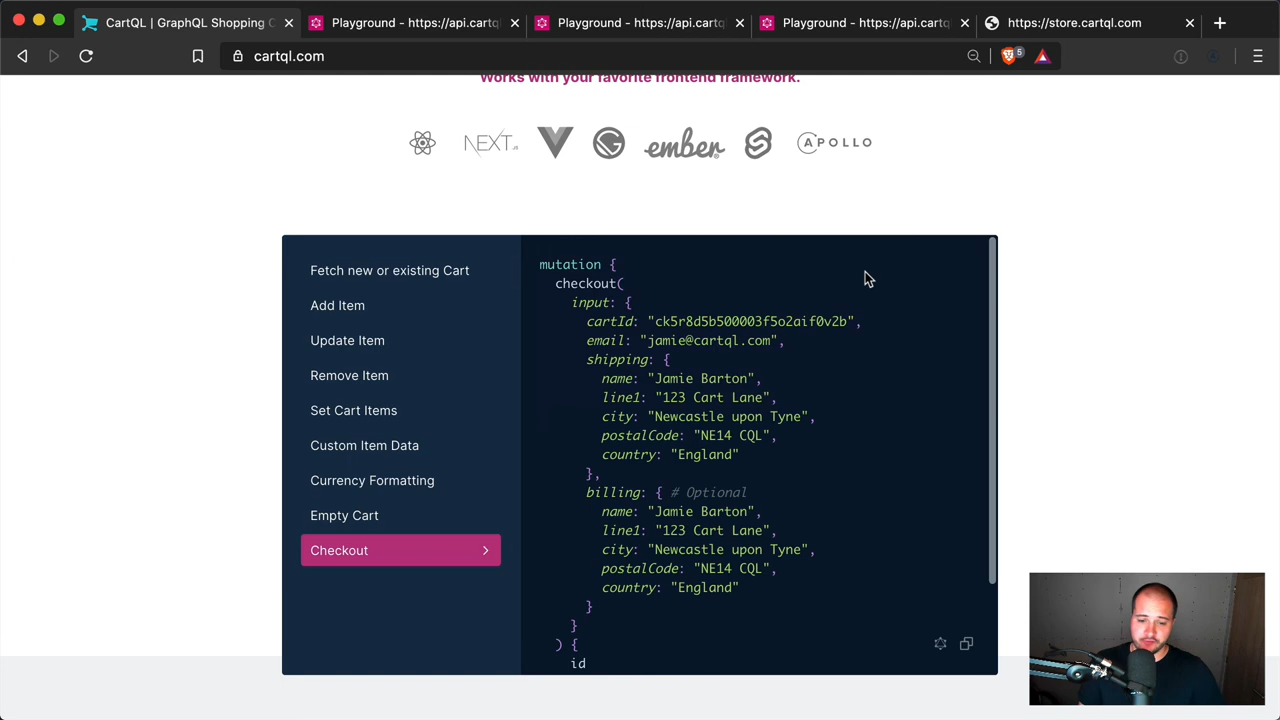 CartQL | GraphQL Shopping C
Playground - https://api.cartq
Playground - https://api.cartq
Playground - https://api.cartq
https://store.cartql.com
cartql.com
5
Works with your favorite frontend framework.
NEXT.js
ember
APOLLO
Fetch new or existing Cart
Add Item
Update Item
Remove Item
Set Cart Items
Custom Item Data
Currency Formatting
Empty Cart
Checkout
mutation {
checkout(
input: {
cartId: "ck5r8d5b500003f5o2aif0v2b",
email: "jamie@cartql.com",
shipping: {
name: "Jamie Barton",
line1: "123 Cart Lane",
city: "Newcastle upon Tyne",
postalCode: "NE14 CQL",
country: "England"
},
billing: { # Optional
name: "Jamie Barton",
line1: "123 Cart Lane",
city: "Newcastle upon Tyne",
postalCode: "NE14 CQL",
country: "England"
}
}
) {
id